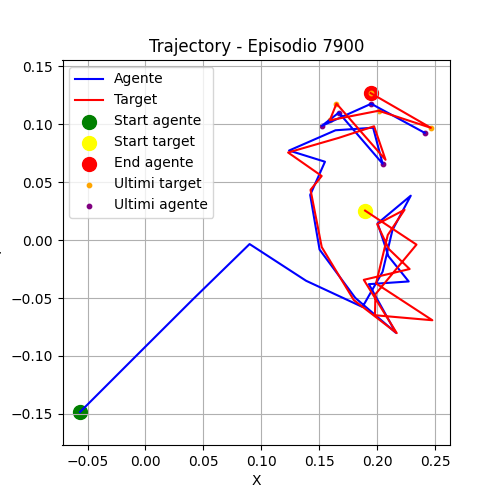 Trajectory - Episodio 7900
Agente
Target
Start agente
Start target
End agente
Ultimi target
Ultimi agente
0.15
0.10
0.05
0.00
−0.05
−0.10
−0.15
−0.05
0.00
0.05
0.10
0.15
0.20
0.25
X